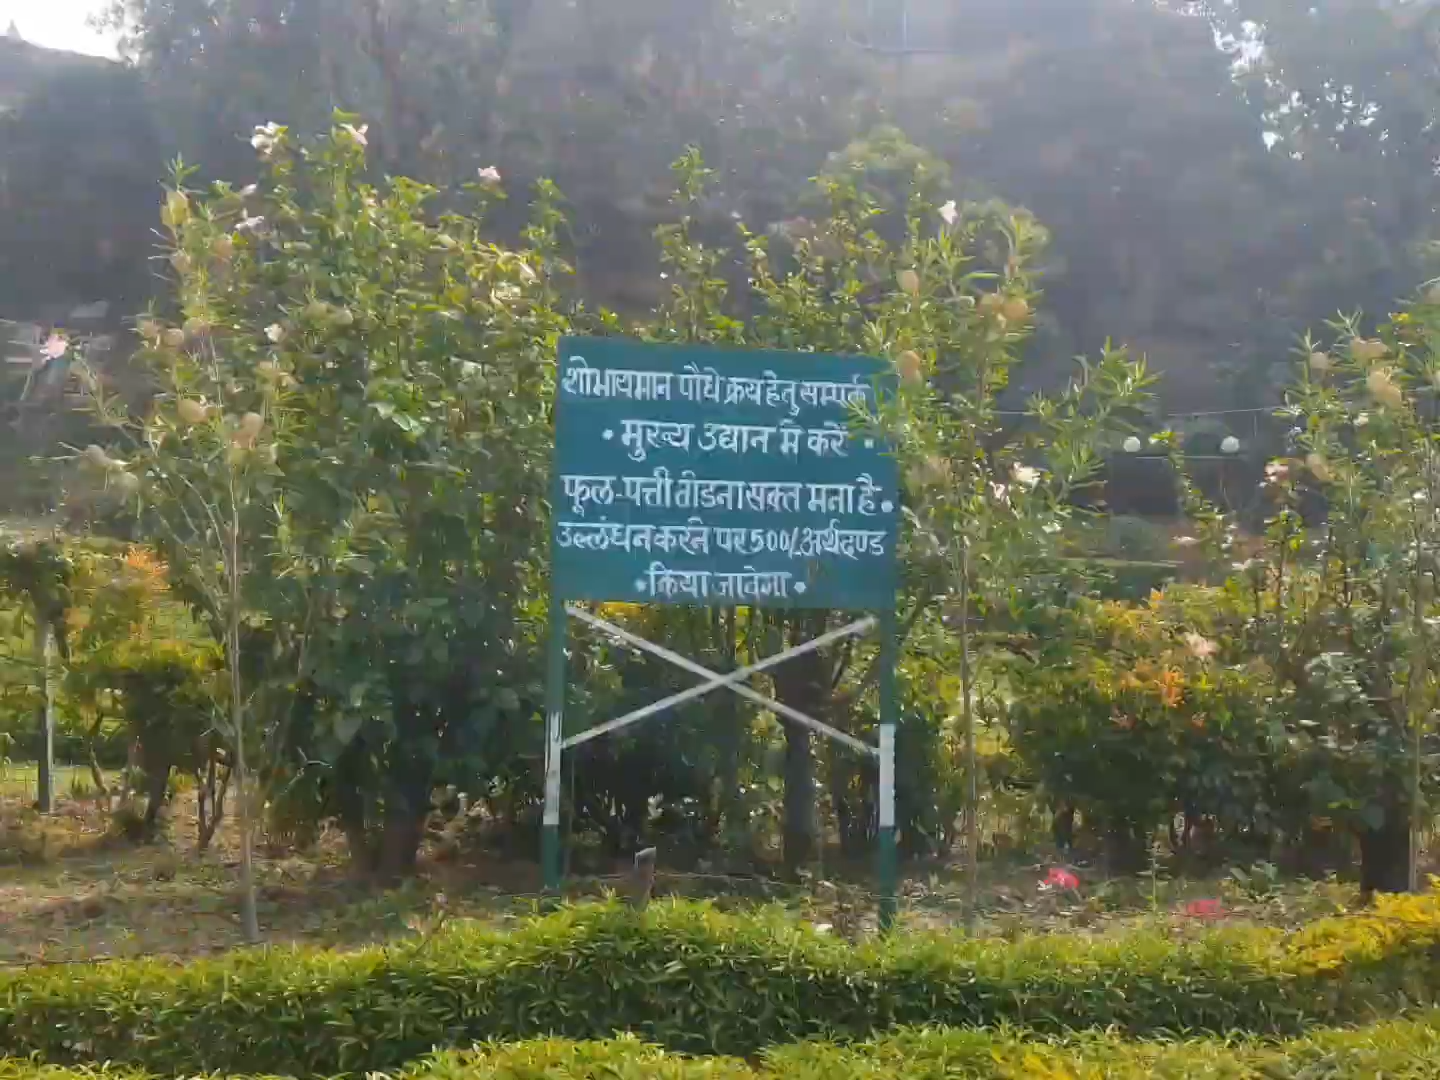 शोभायमान पौधे क्रय हेतु सम्पर्क
• मुख्य उद्यान में करें •
फूल-पत्ती तोडना सक्त मना है •
उल्लंघन करने पर 500/- अर्थदण्ड
• किया जावेगा •